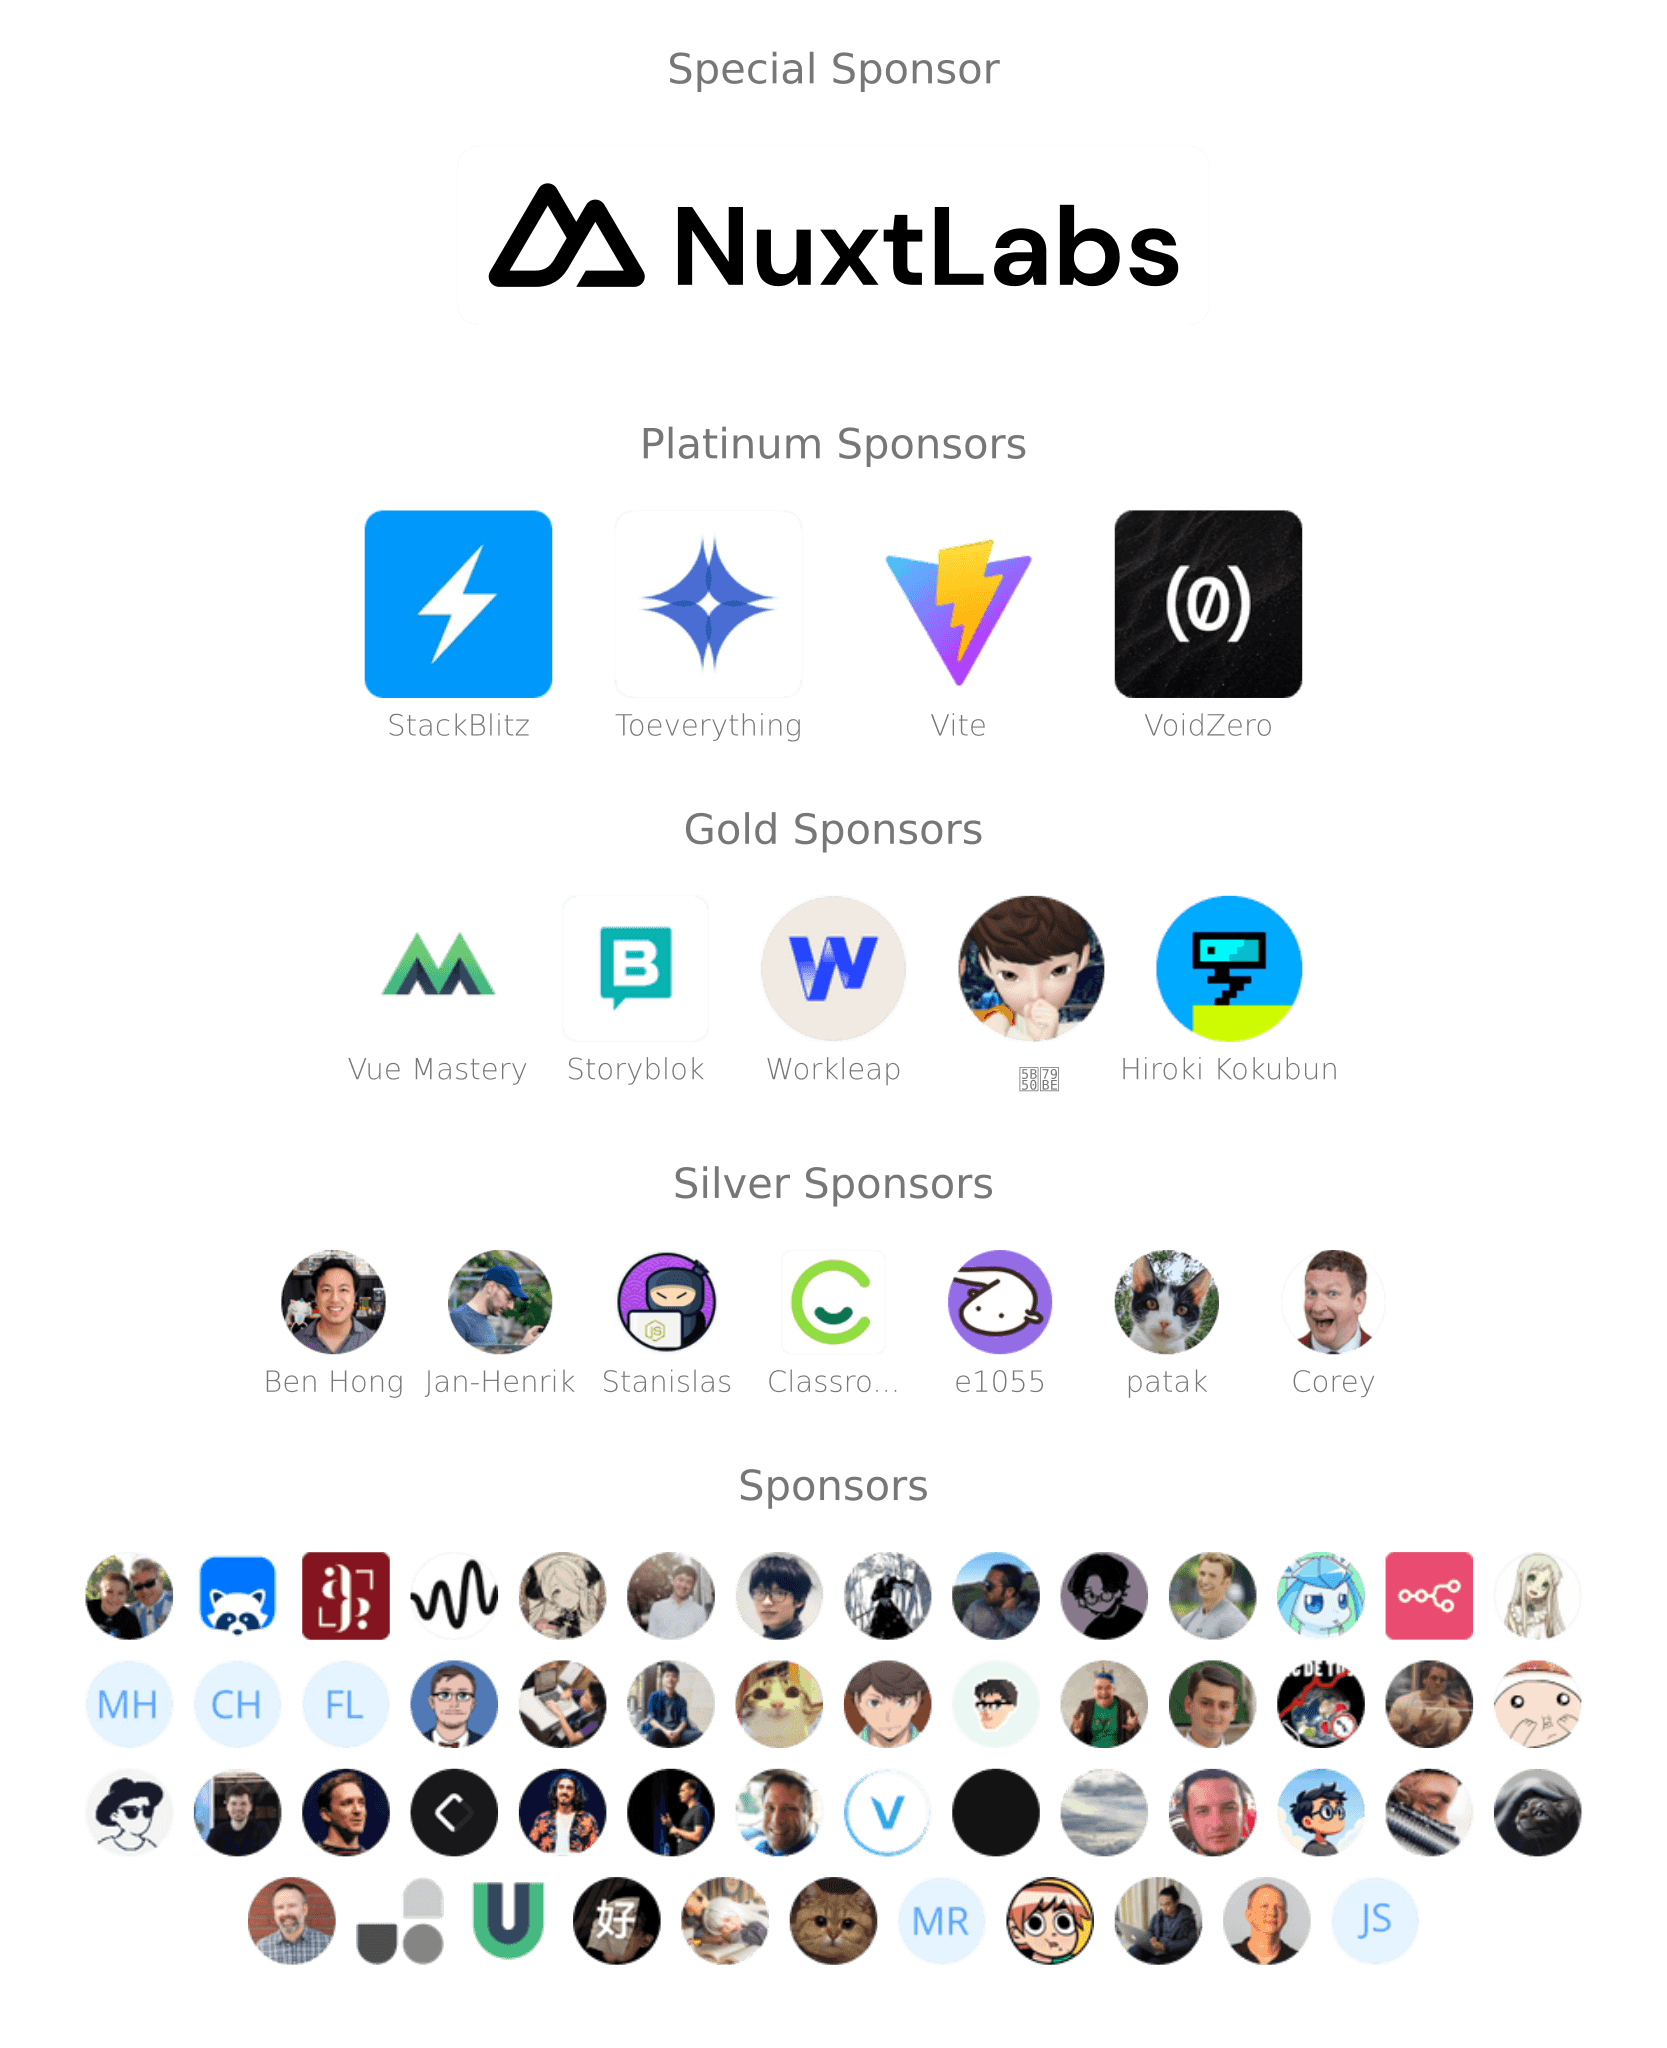 Special Sponsor
NuxtLabs
Platinum Sponsors
StackBlitz Toeverything Vite VoidZero
Gold Sponsors
Vue Mastery Storyblok Workleap Hiroki Kokubun
Silver Sponsors
Ben Hong Jan-Henrik Stanislas Classro... e1055 patak Corey
Sponsors
MH CH FL
好 MR JS